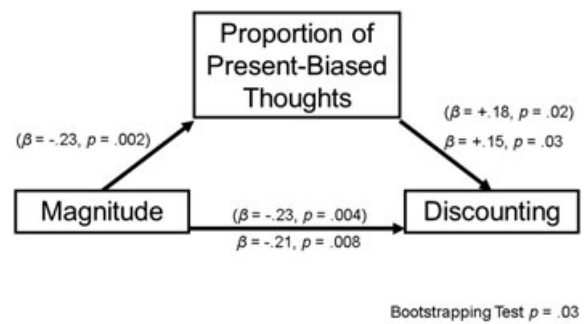 Proportion of
Present-Biased
Thoughts
(β = -.23, p = .002)
(β = +.18, p = .02)
β = +.15, p = .03
Magnitude
(β = -.23, p = .004)
β = -.21, p = .008
Discounting
Bootstrapping Test p = .03